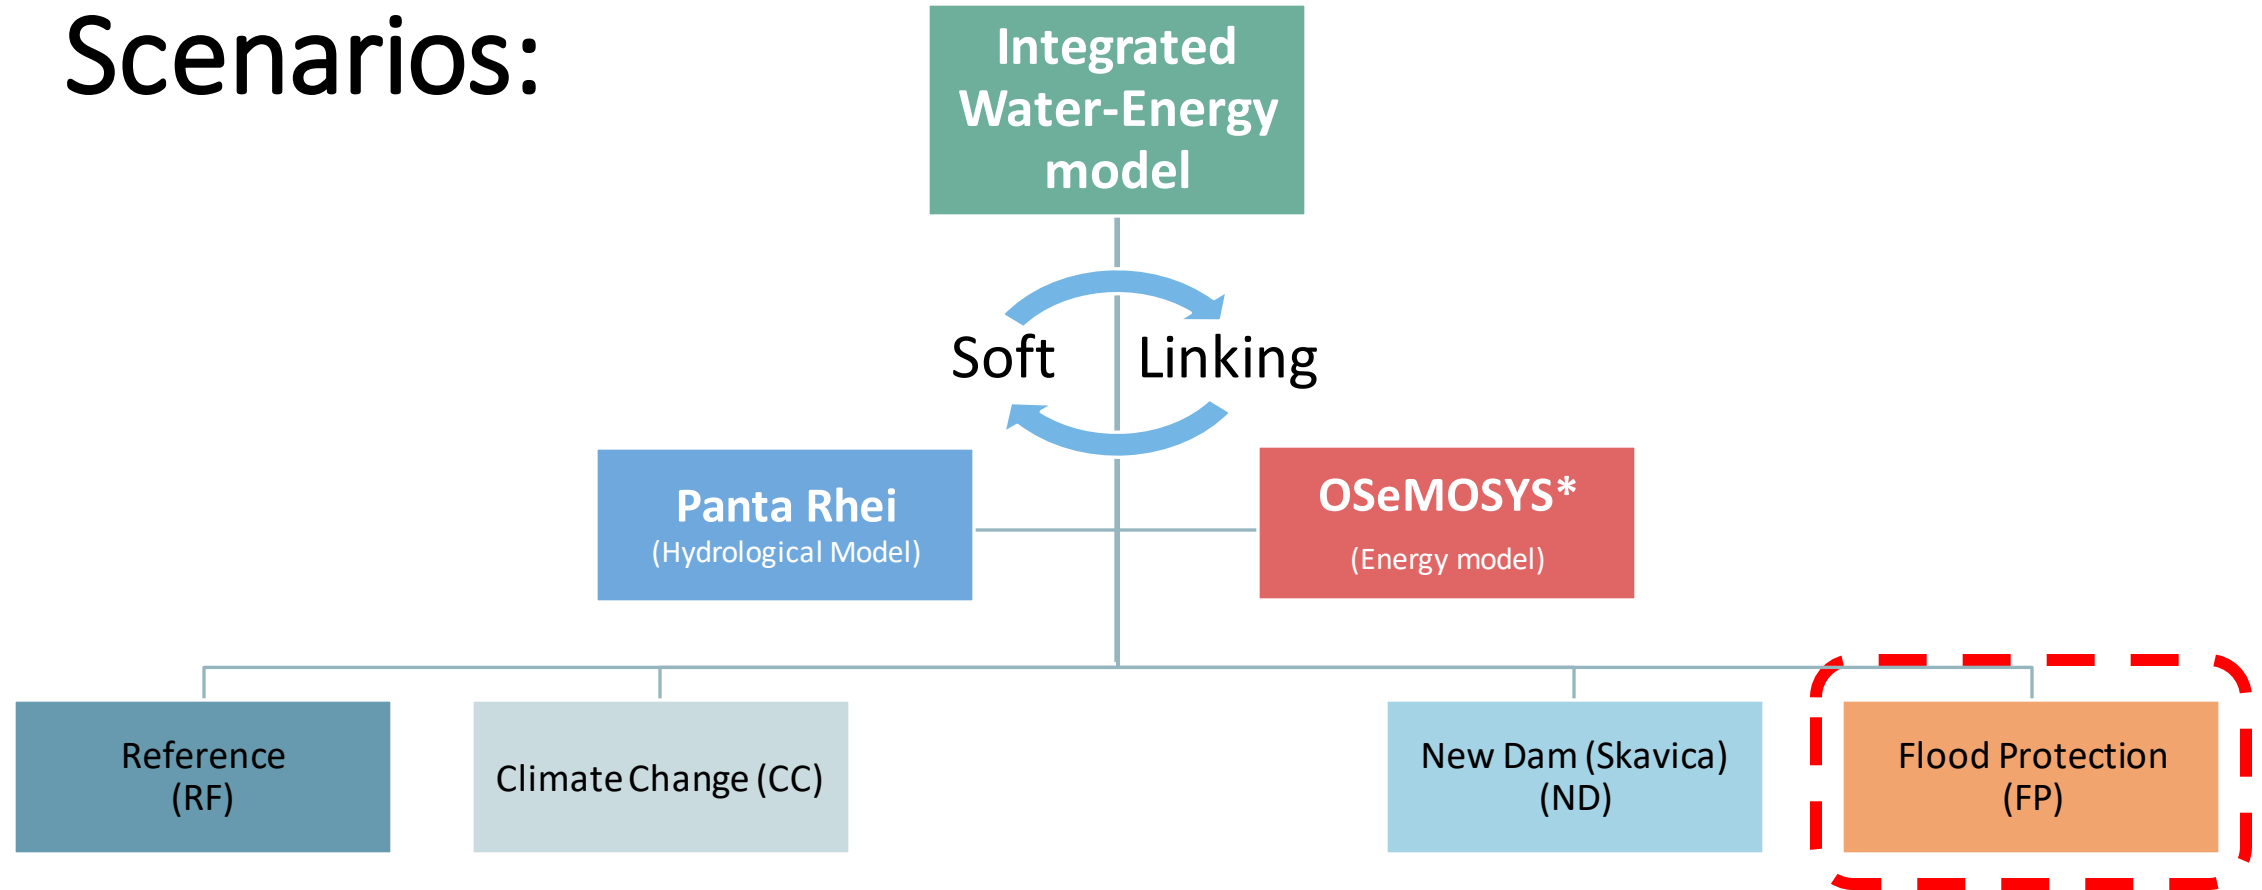 Scenarios:
Integrated
Water-Energy
model
Soft Linking
Panta Rhei
(Hydrological Model)
OSeMOSYS*
(Energy model)
Reference
(RF)
Climate Change (CC)
New Dam (Skavica)
(ND)
Flood Protection
(FP)